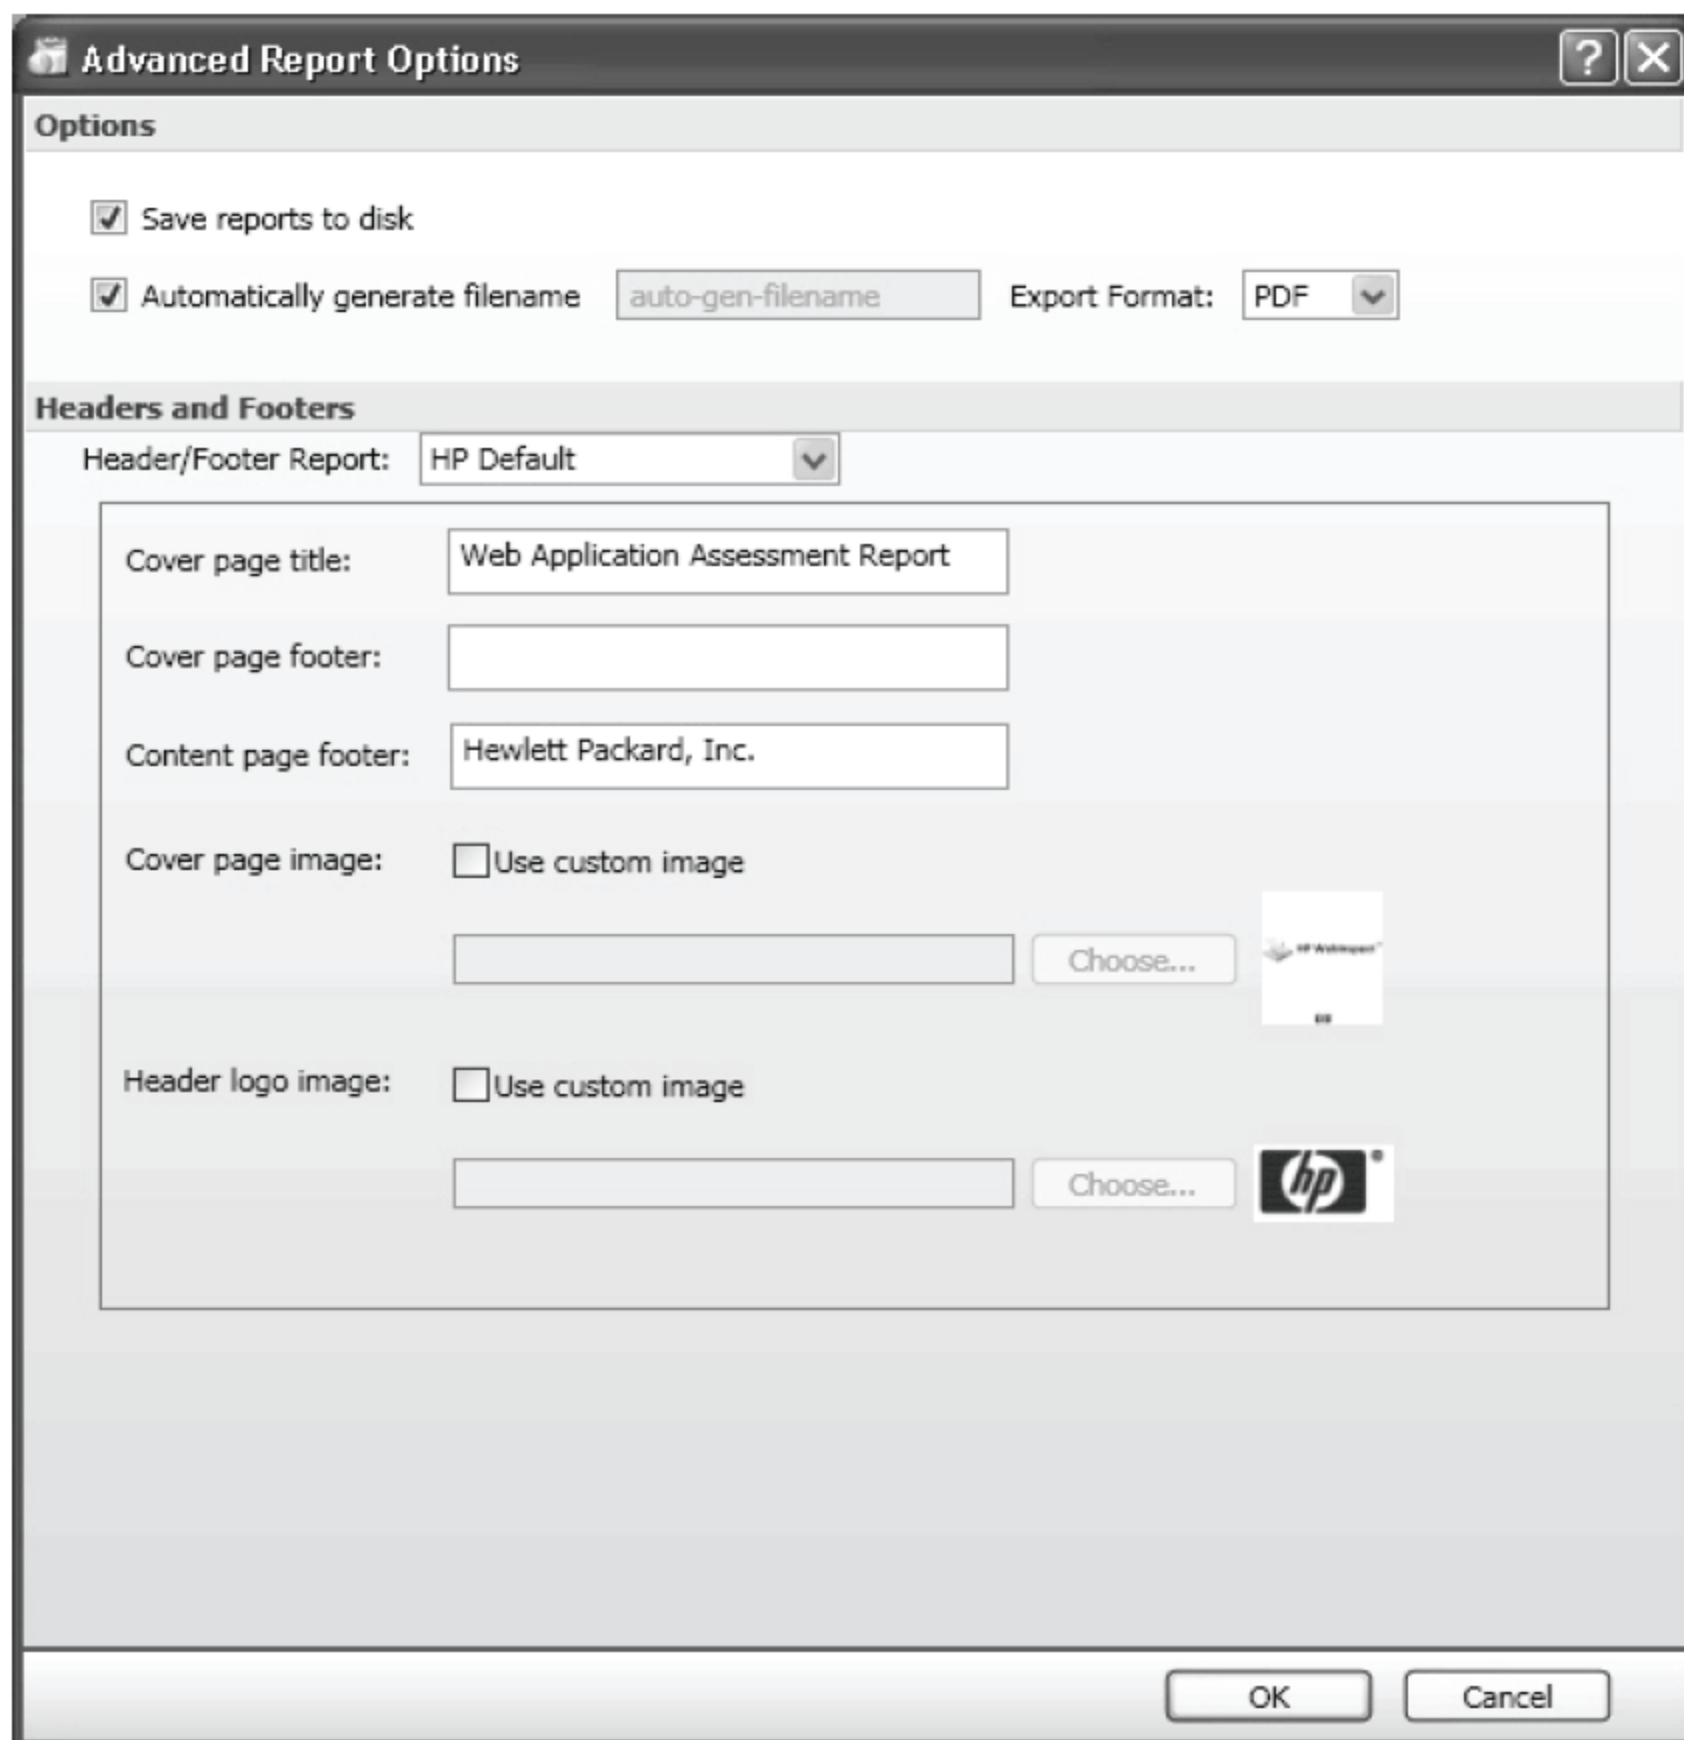 Advanced Report Options
Options
Save reports to disk
Automatically generate filename auto-gen-filename Export Format: PDF
Headers and Footers
Header/Footer Report: HP Default
Cover page title: Web Application Assessment Report
Cover page footer:
Content page footer: Hewlett Packard, Inc.
Cover page image: Use custom image
Choose...
HP WebInspect™
Header logo image: Use custom image
Choose... hp®
OK Cancel